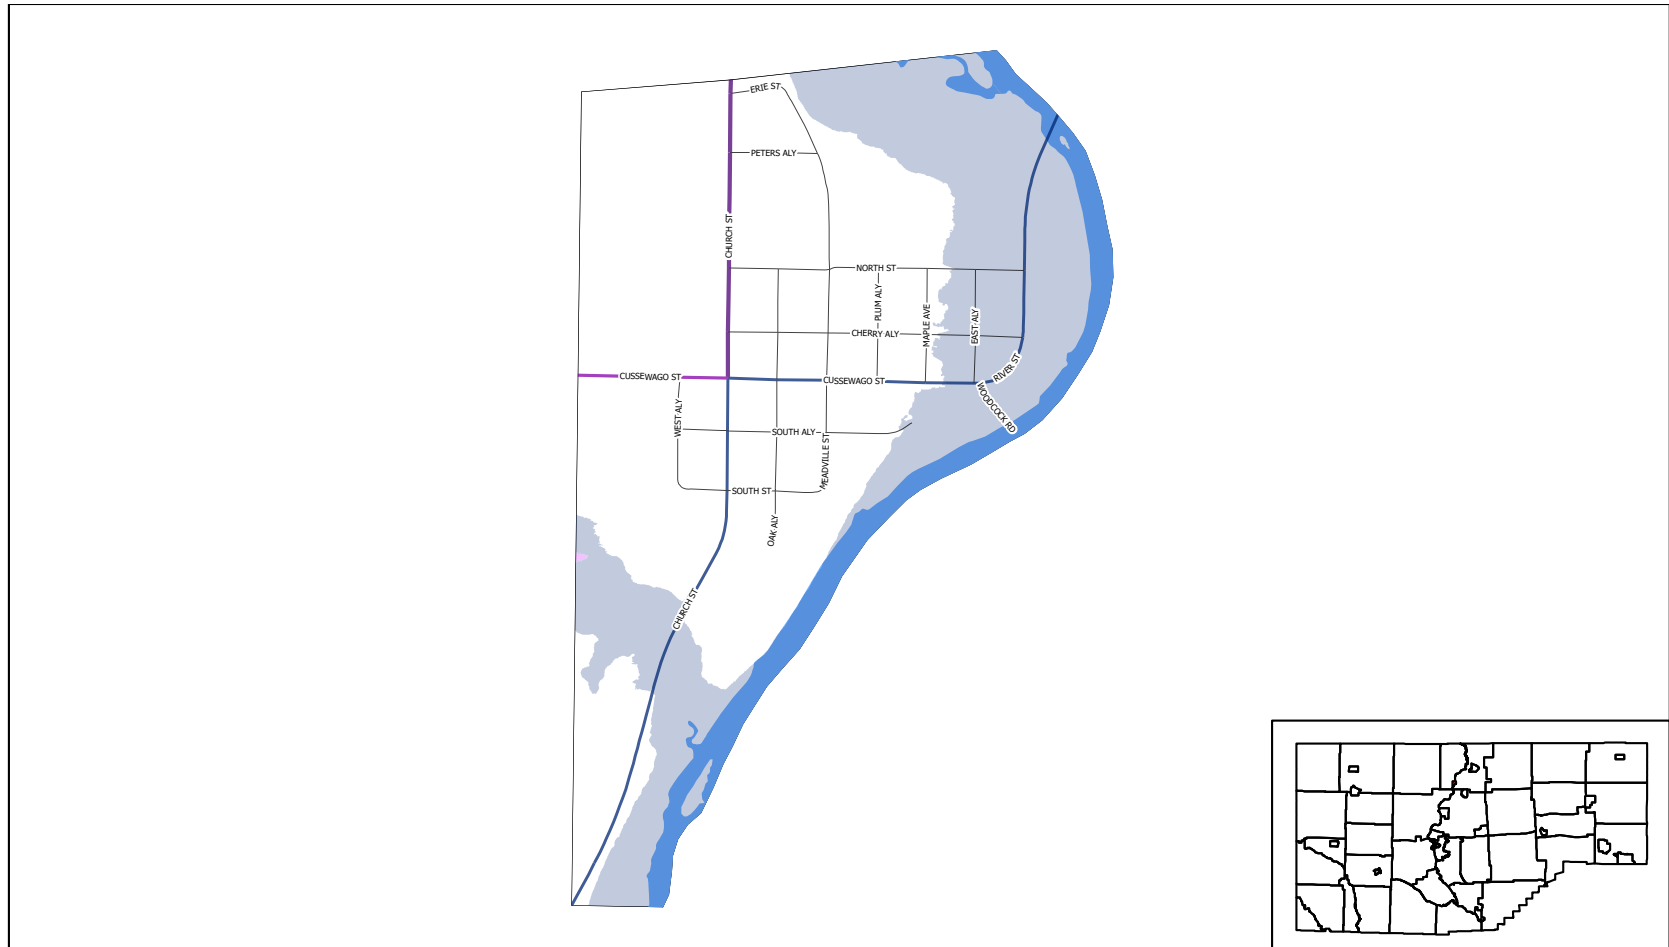 ERIE ST
PETERS ALY
CHURCH ST
NORTH ST
PLUM ALY
MAPLE AVE
EAST ALY
CHERRY ALY
RIVER ST
CUSSEWAGO ST
CUSSEWAGO ST
WOODCOCK RD
WEST ALY
SOUTH ALY
MEADVILLE ST
SOUTH ST
OAK ALY
CHURCH ST